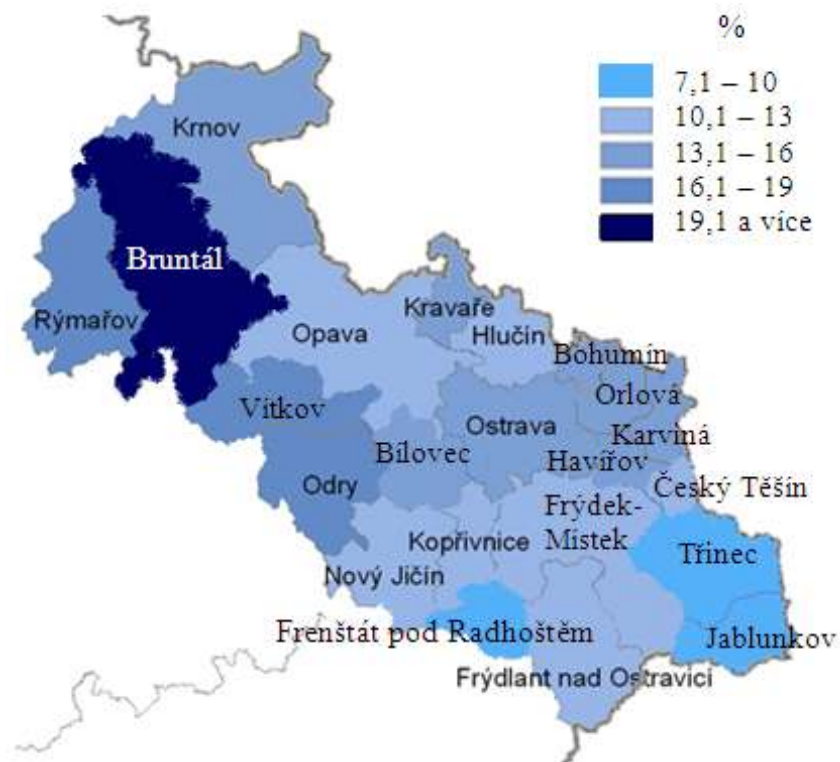 %
7,1 – 10
10,1 – 13
13,1 – 16
16,1 – 19
19,1 a více
Krnov
Bruntál
Rýmařov
Opava
Kravaře
Hlučín
Bohumín
Orlová
Vítkov
Ostrava
Karviná
Bílovec
Havířov
Odry
Český Těšín
Frýdek-
Místek
Kopřivnice
Třinec
Nový Jičín
Frenštát pod Radhoštěm
Jablunkov
Frýdlant nad Ostravicí